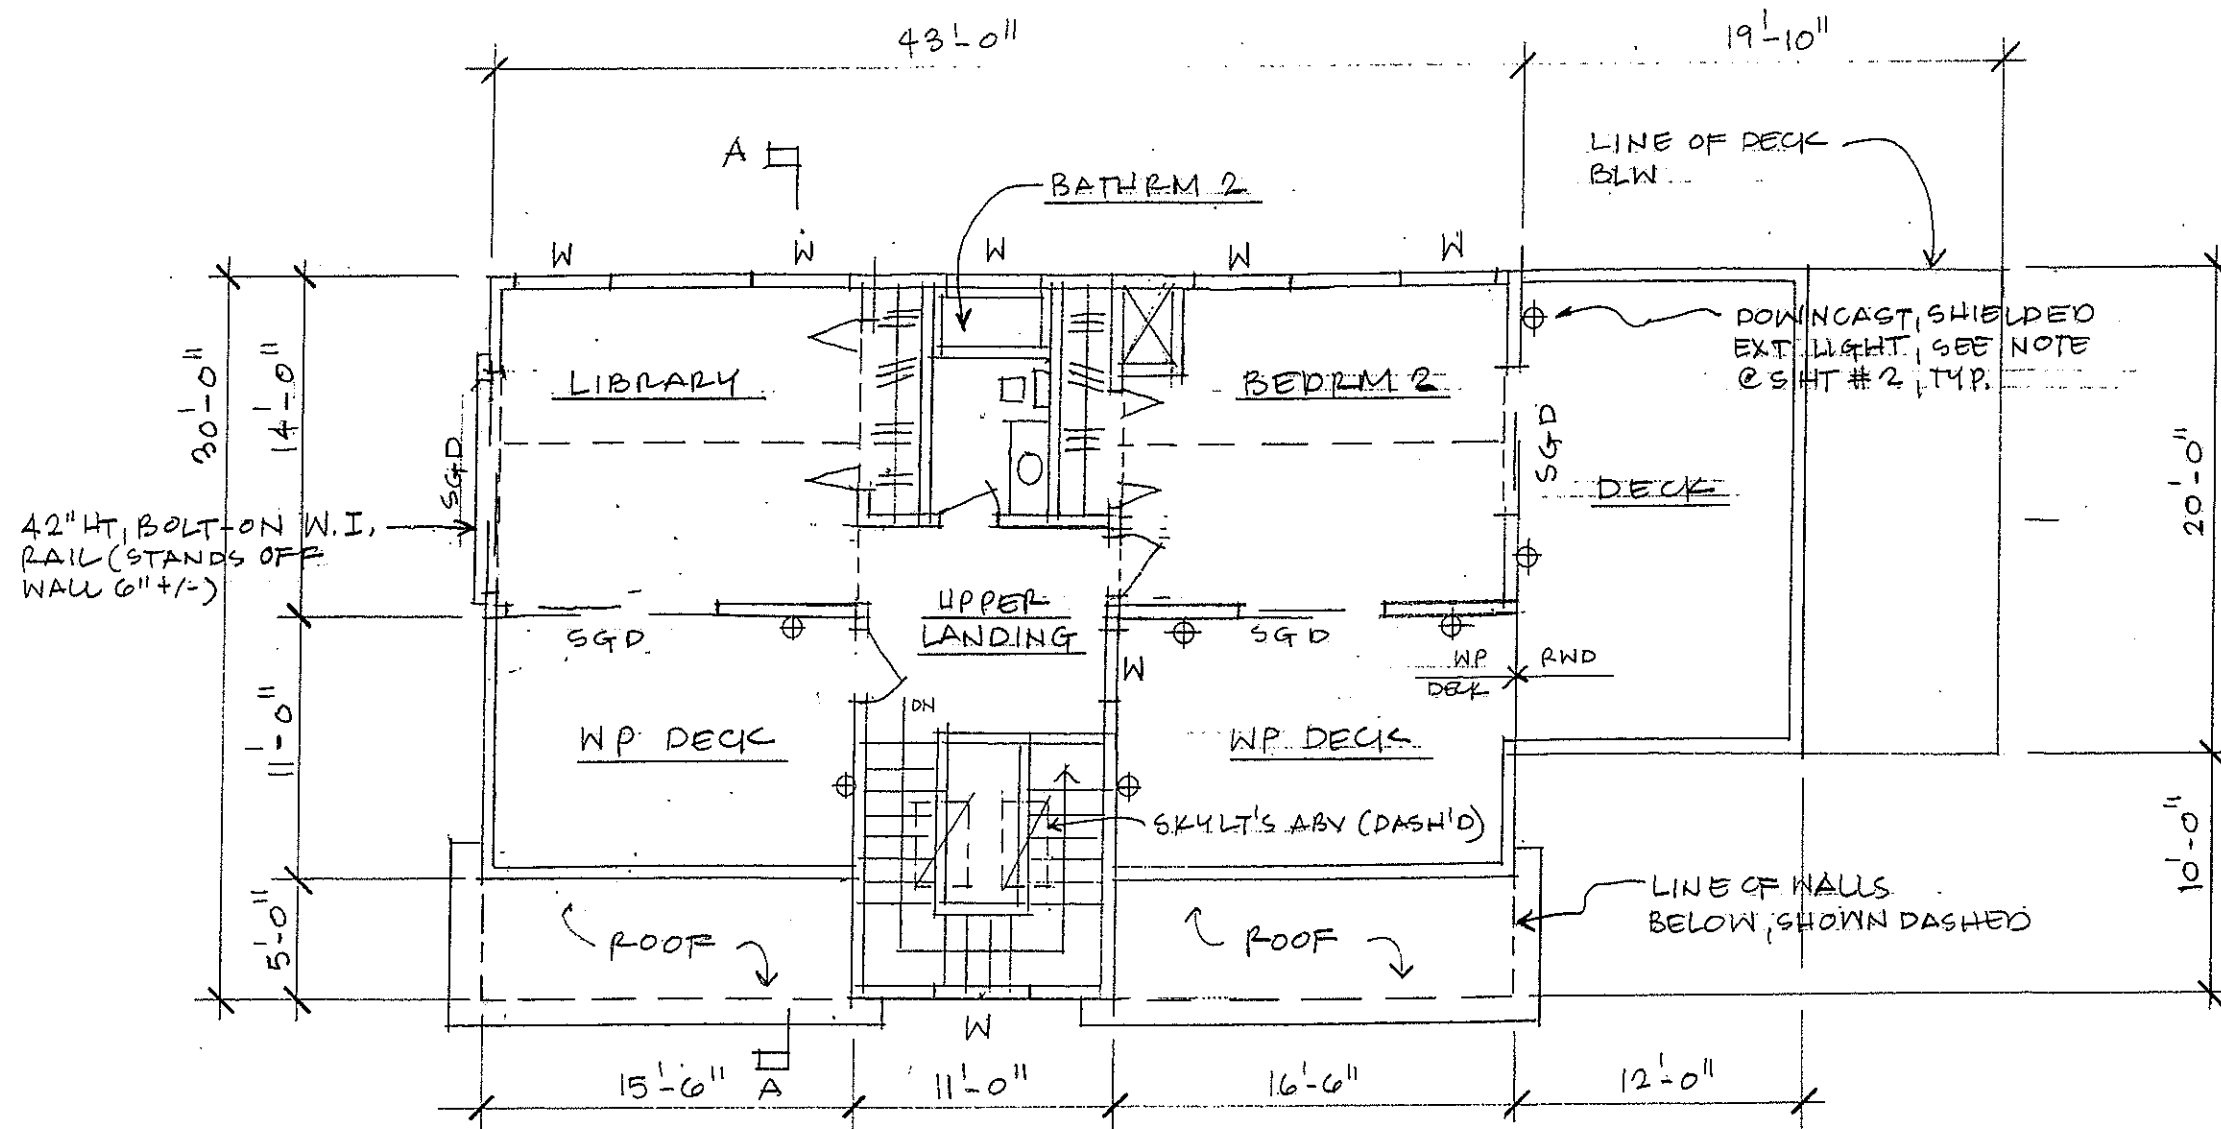 43'-0"
19'-10"
LINE OF DECK
BLW
A
BATHRM 2
W
W
W
W
W
DOWNCAST, SHIELDED
EXT LIGHT, SEE NOTE
@ SHT #2, TYP.
30'-0"
14'-0"
LIBRARY
BEDRM 2
SGD
SGD
DECK
20'-0"
42" HT, BOLT-ON W.I.
RAIL (STANDS OFF
WALL 6" +/-)
SGD
UPPER
LANDING
SGD
W
WP
DECK
RWD
11'-0"
DN
WP DECK
WP DECK
SKYLT'S ABV (DASH'D)
10'-0"
LINE OF WALLS
BELOW, SHOWN DASHED
5'-0"
ROOF
ROOF
W
15'-6"
A
11'-0"
16'-6"
12'-0"